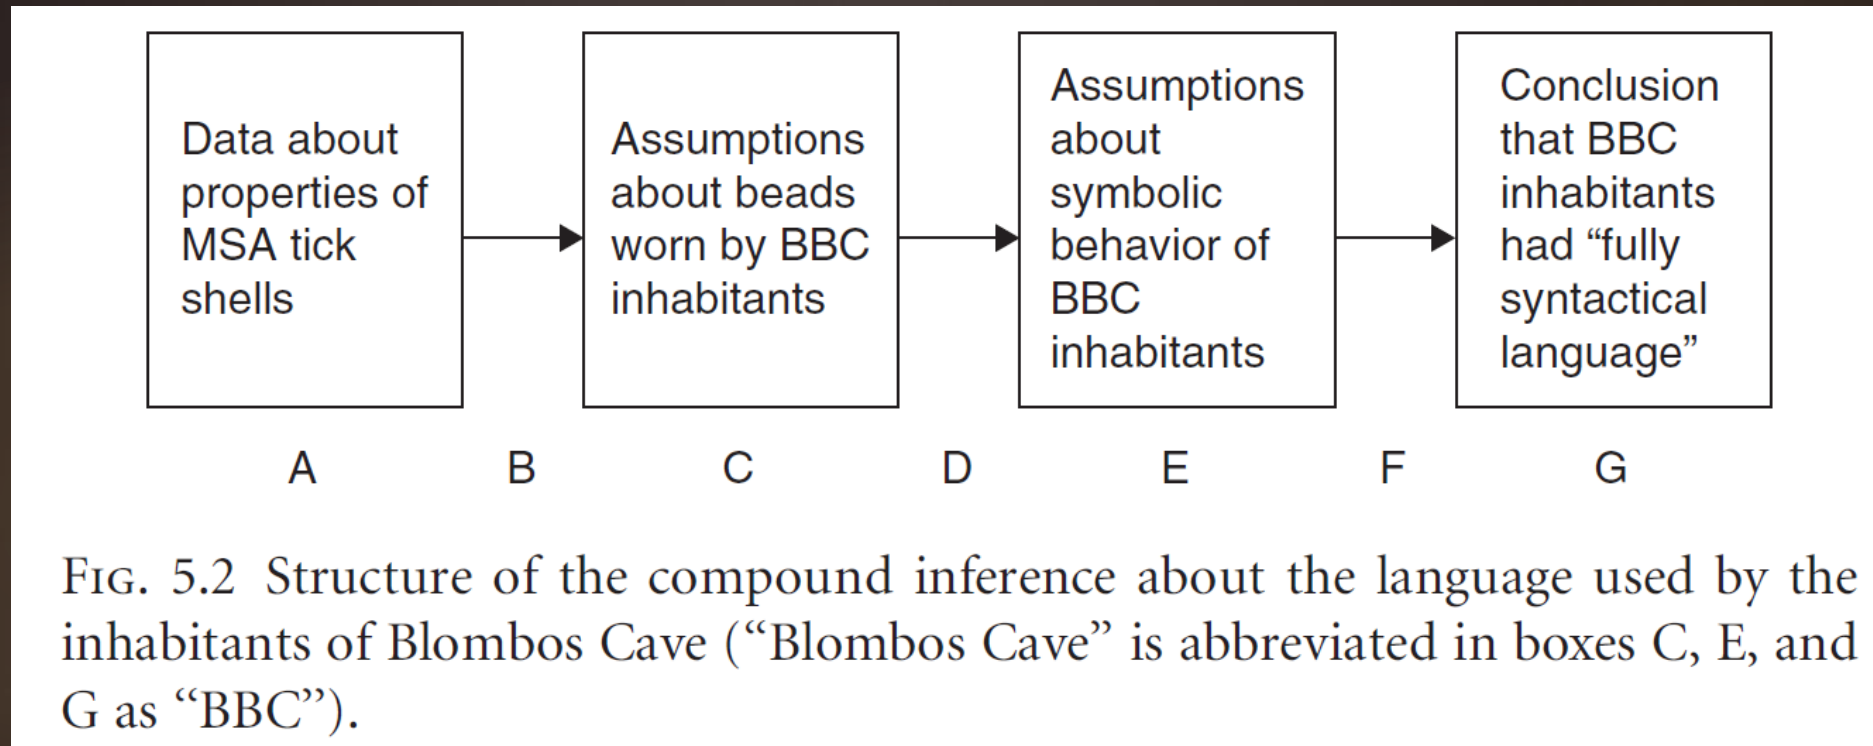 Data about
properties of
MSA tick
shells
Assumptions
about beads
worn by BBC
inhabitants
Assumptions
about
symbolic
behavior of
BBC
inhabitants
Conclusion
that BBC
inhabitants
had “fully
syntactical
language”
A B C D E F G
FIG. 5.2 Structure of the compound inference about the language used by the
inhabitants of Blombos Cave (“Blombos Cave” is abbreviated in boxes C, E, and
G as “BBC”).